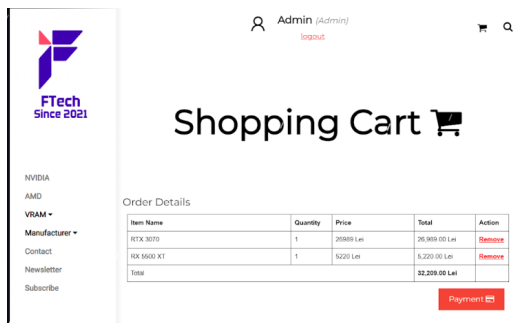 Admin (Admin)
logout
FTech
Since 2021
Shopping Cart
NVIDIA
AMD
VRAM
Manufacturer
Contact
Newsletter
Subscribe
Order Details
Item Name Quantity Price Total Action
RTX 3070 1 26989 Lei 26,989.00 Lei Remove
RX 5500 XT 1 5220 Lei 5,220.00 Lei Remove
Total 32,209.00 Lei
Payment